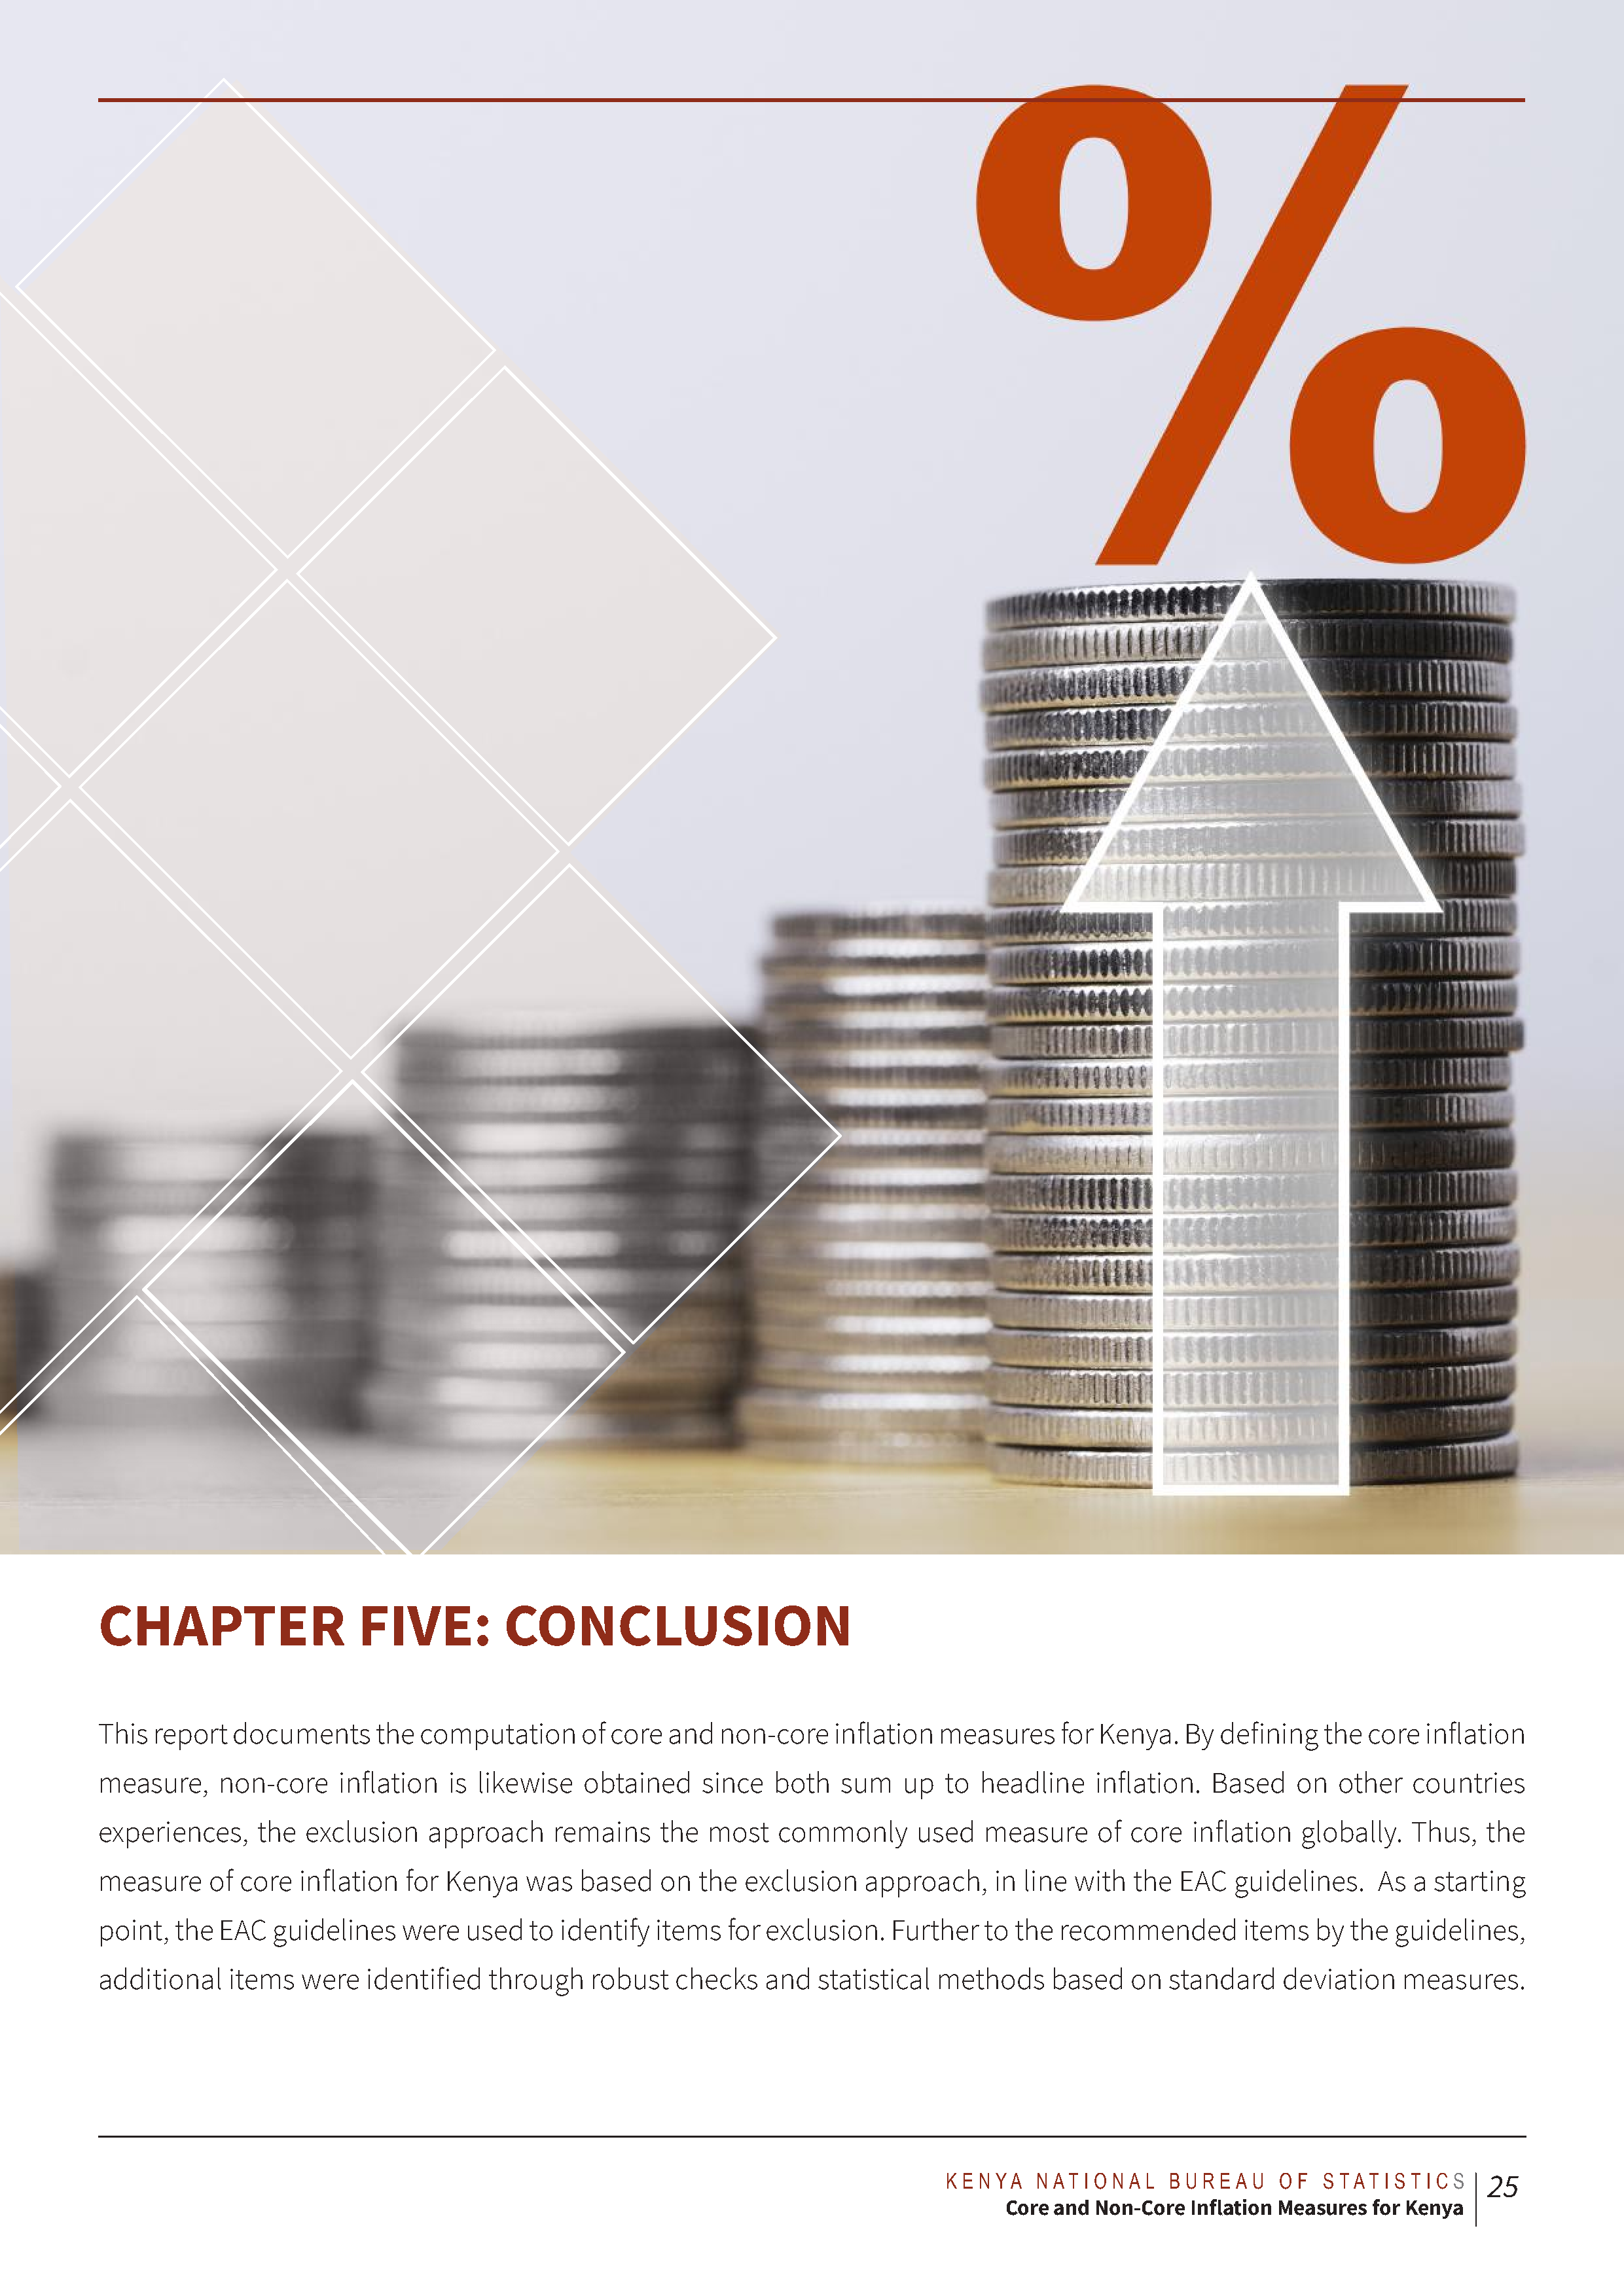 %
CHAPTER FIVE: CONCLUSION
This report documents the computation of core and non-core inflation measures for Kenya. By defining the core inflation
measure, non-core inflation is likewise obtained since both sum up to headline inflation. Based on other countries
experiences, the exclusion approach remains the most commonly used measure of core inflation globally. Thus, the
measure of core inflation for Kenya was based on the exclusion approach, in line with the EAC guidelines. As a starting
point, the EAC guidelines were used to identify items for exclusion. Further to the recommended items by the guidelines,
additional items were identified through robust checks and statistical methods based on standard deviation measures.
KENYA NATIONAL BUREAU OF STATISTICS
Core and Non-Core Inflation Measures for Kenya
25